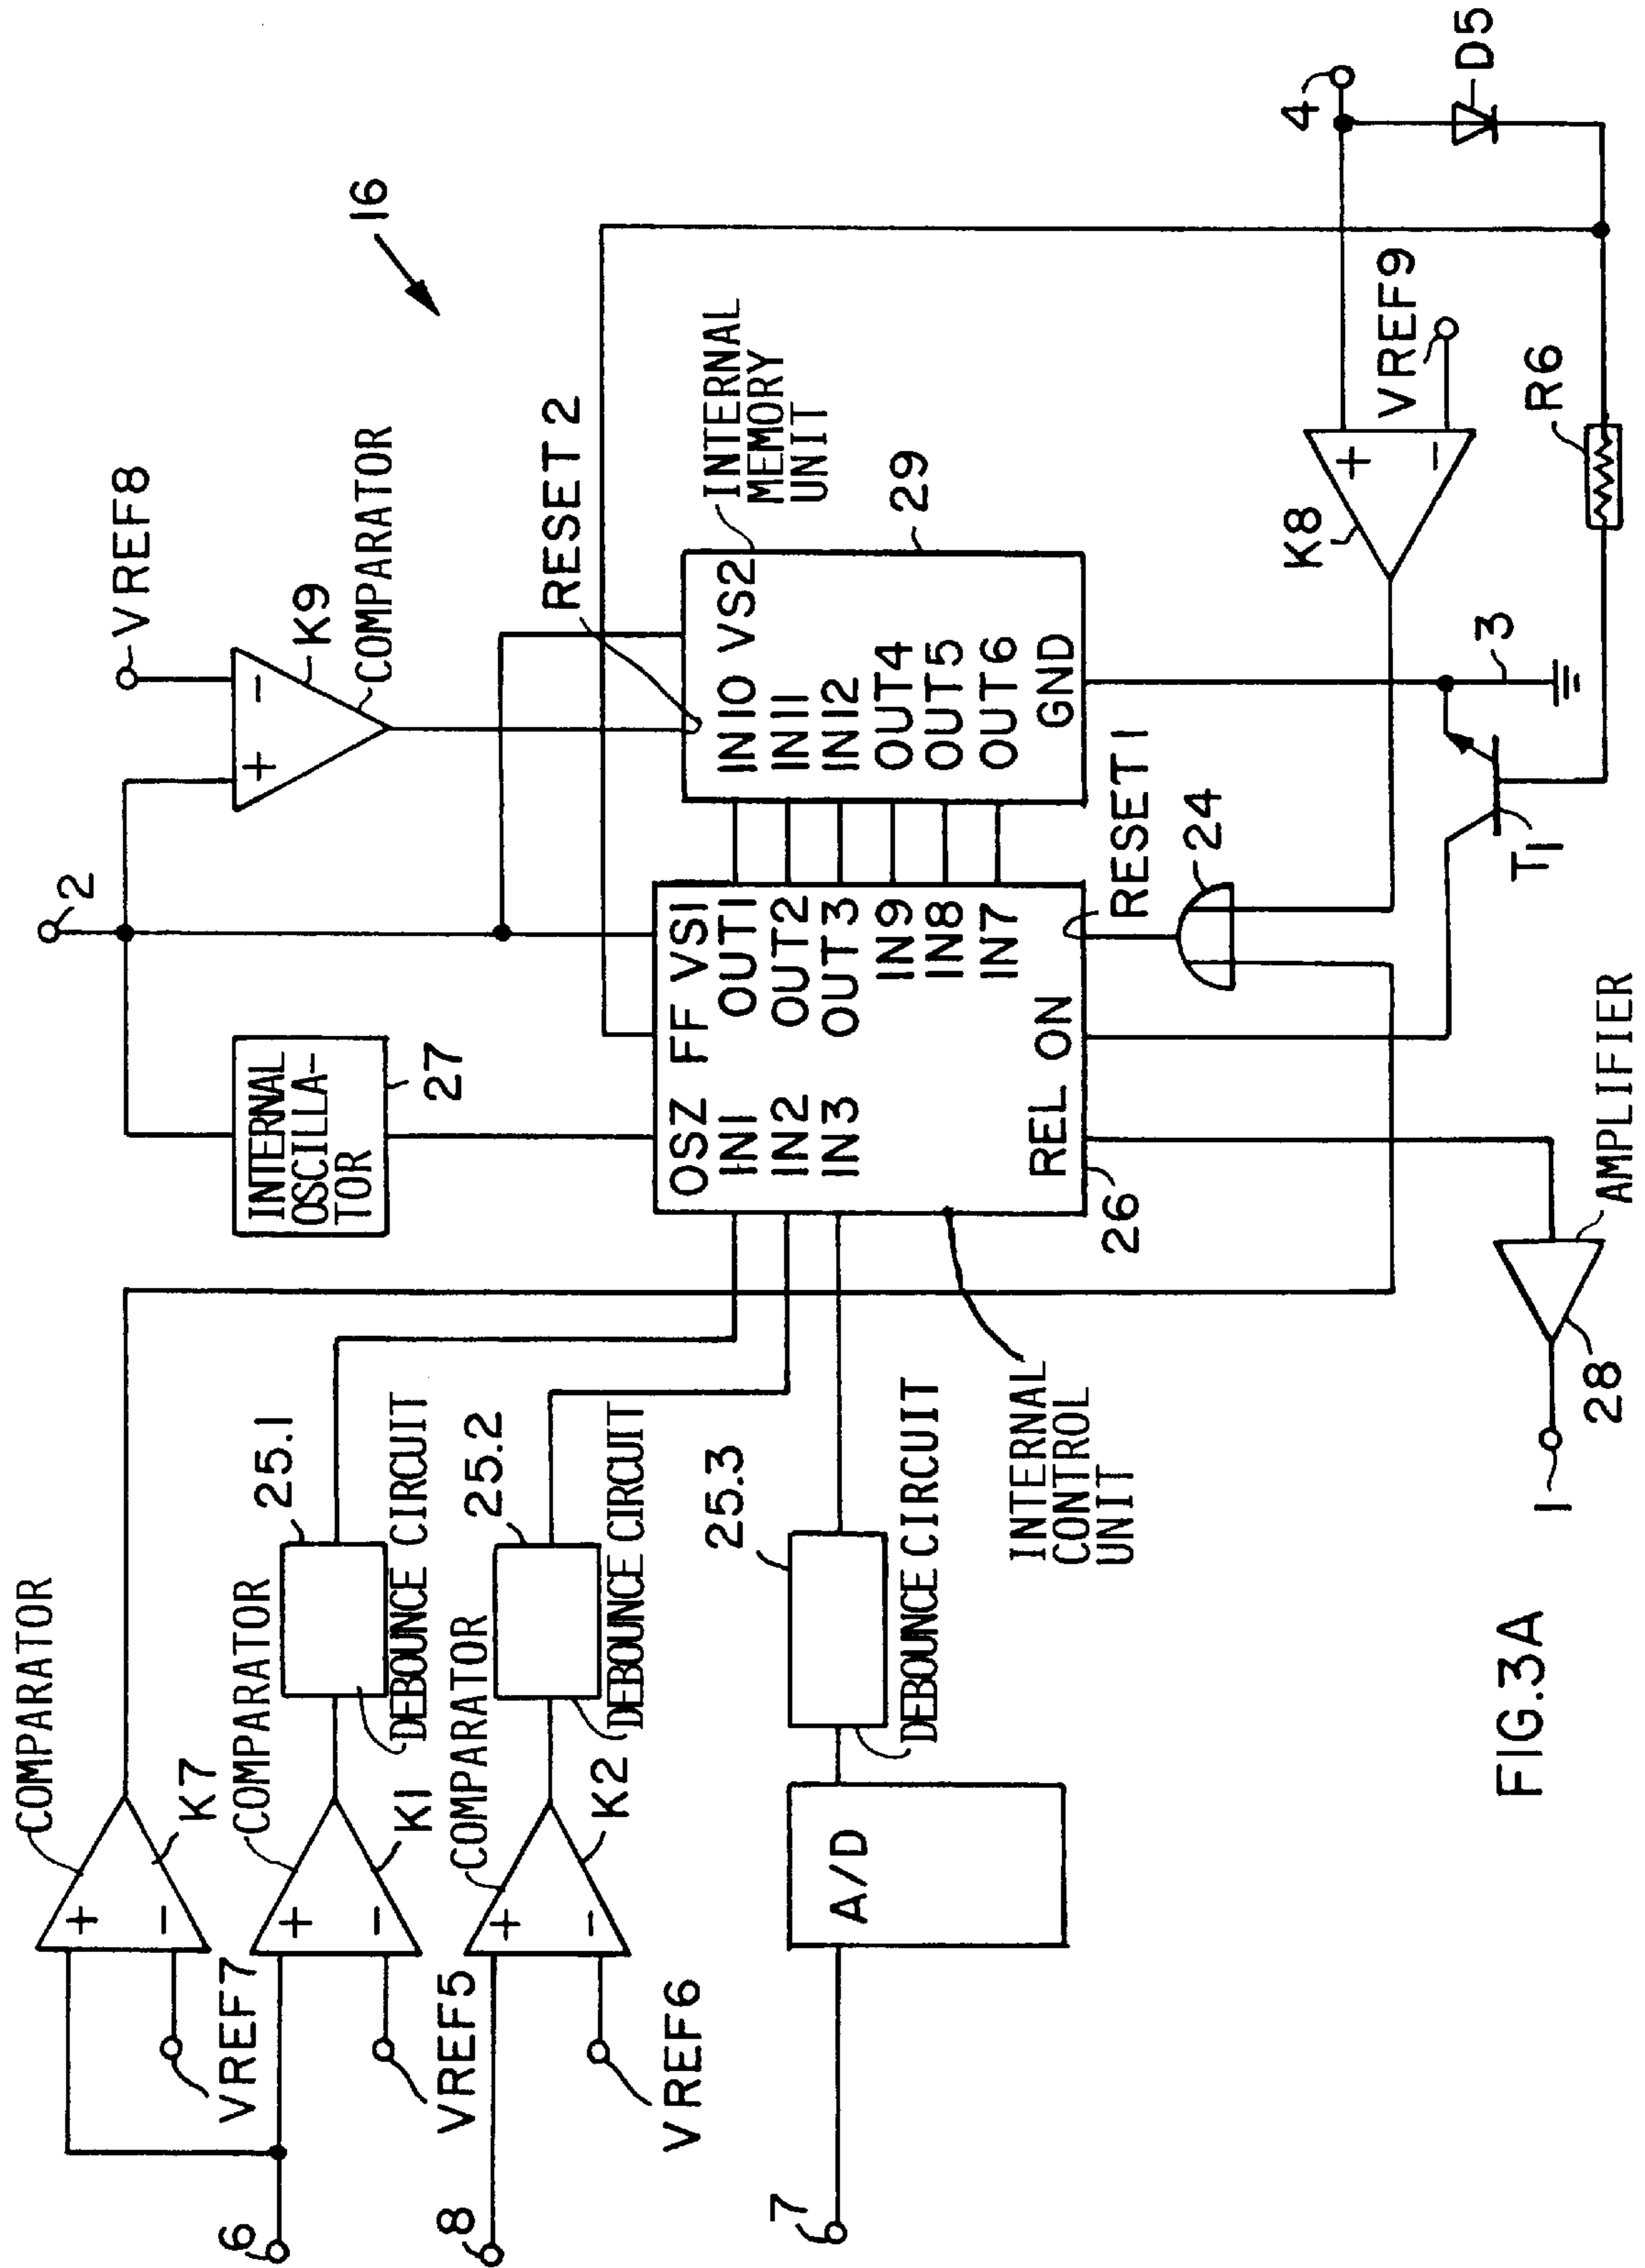 16
2
VREF8
+
-
K9
COMPARATOR
INTERNAL
OSCILLA-
TOR
27
RESET 2
INTERNAL
MEMORY
UNIT
COMPARATOR
+
-
K7
VREF7
6
COMPARATOR
+
-
K1
VREF5
25.1
DEBOUNCE CIRCUIT
8
COMPARATOR
+
-
K2
VREF6
25.2
DEBOUNCE CIRCUIT
7
A/D
25.3
DEBOUNCE CIRCUIT
OSZ FF VS1
IN1 OUT1
IN2 OUT2
IN3 OUT3
IN9
IN8
IN7
REL ON
26
INTERNAL
CONTROL
UNIT
IN10 VS2
IN11
IN12
OUT4
OUT5
OUT6
GND
29
RESET1
24
4
D5
+
-
K8
VREF9
R6
3
T1
AMPLIFIER
28
1
FIG.3A